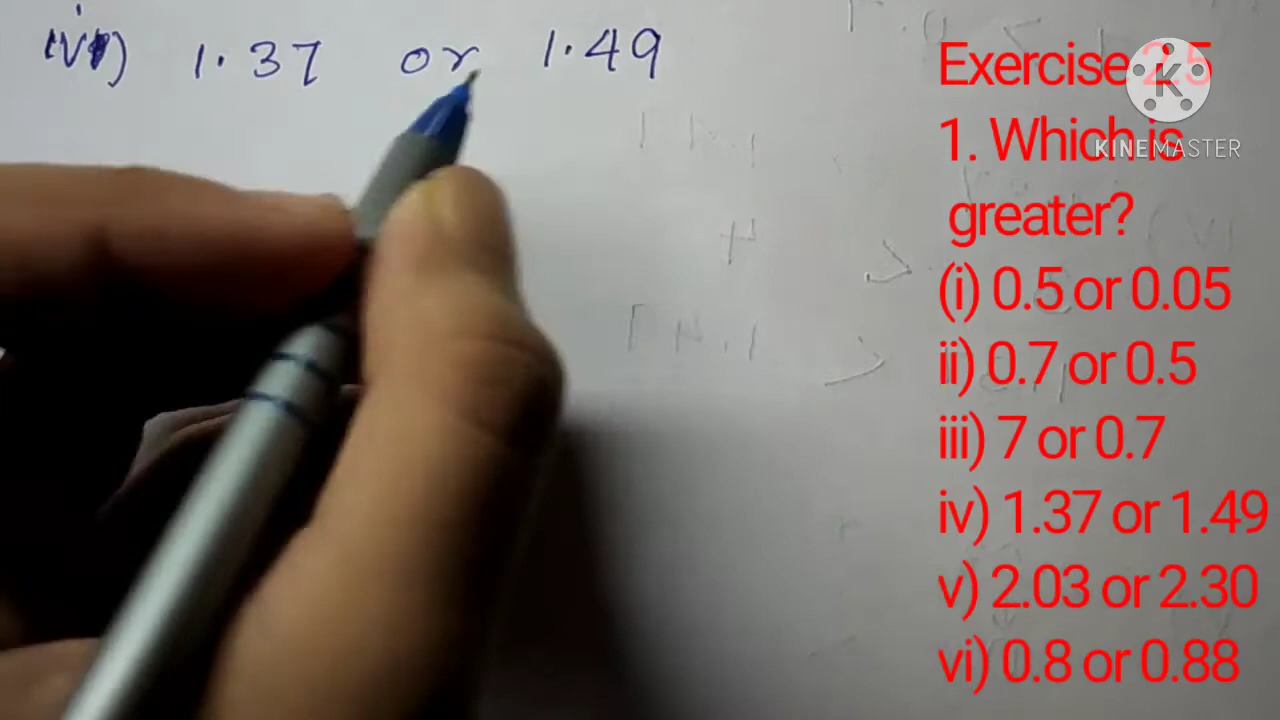 iv) 1.37 or 1.49
Exercise 2.5
1. Which is
greater?
(i) 0.5 or 0.05
ii) 0.7 or 0.5
iii) 7 or 0.7
iv) 1.37 or 1.49
v) 2.03 or 2.30
vi) 0.8 or 0.88
K
KINEMASTER